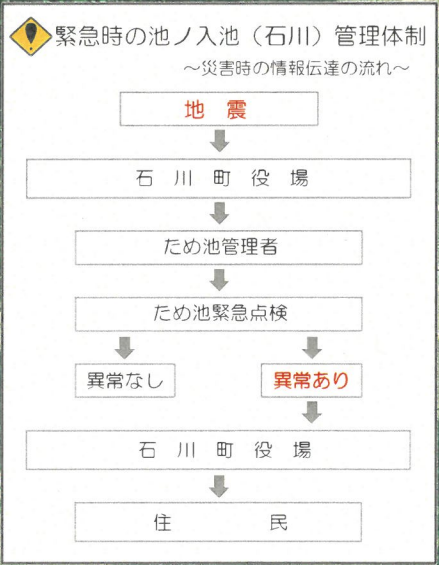 緊急時の池ノ入池（石川）管理体制
～災害時の情報伝達の流れ～
地 震
石 川 町 役 場
ため池管理者
ため池緊急点検
異常なし 異常あり
石 川 町 役 場
住 民